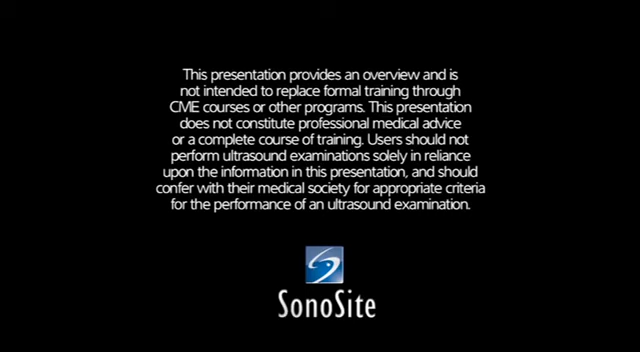 This presentation provides an overview and is
not intended to replace formal training through
CME courses or other programs. This presentation
does not constitute professional medical advice
or a complete course of training. Users should not
perform ultrasound examinations solely in reliance
upon the information in this presentation, and should
confer with their medical society for appropriate criteria
for the performance of an ultrasound examination.
SonoSite